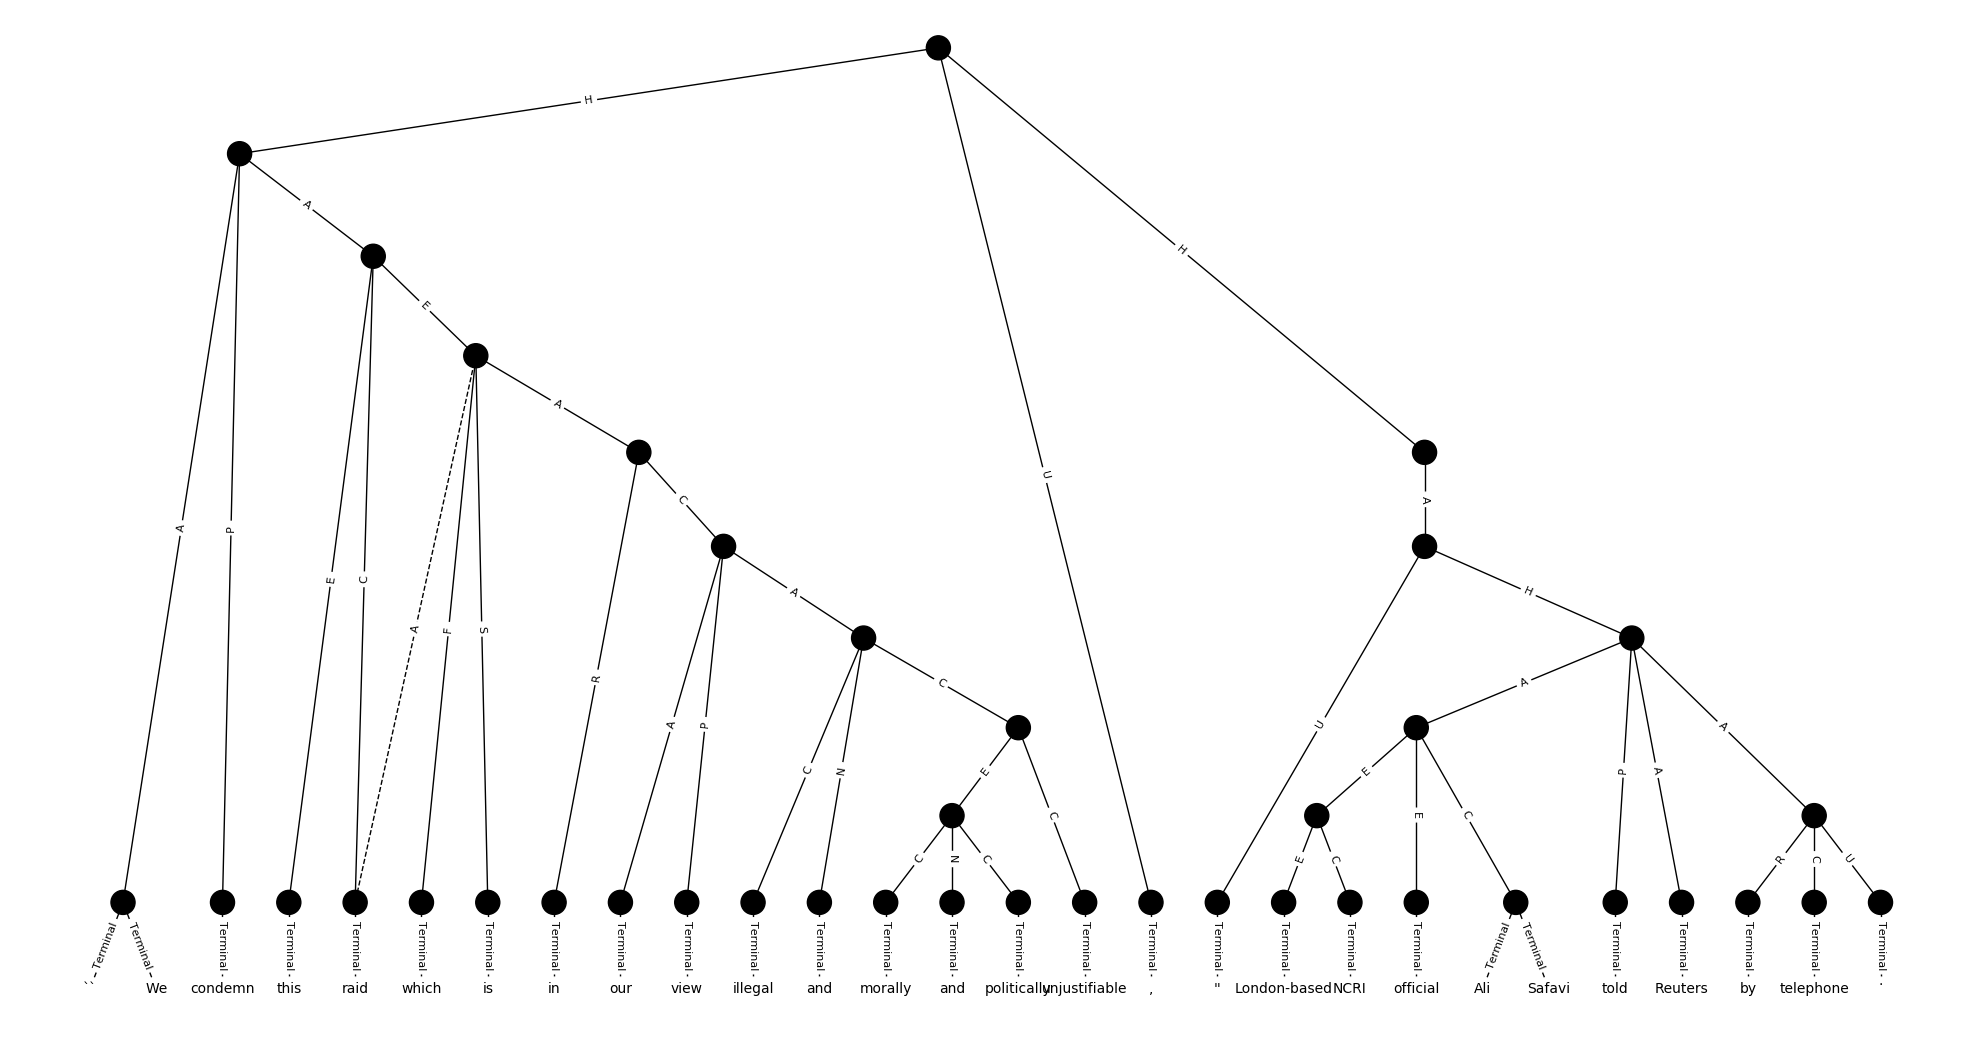 H
A
H
A
E
A
C
A
P
U
A
E
C
A
H
A
F
S
R
A
P
C
C
N
A
U
P
A
A
E
C
E
E
C
C
N
C
E
C
R
C
U
Terminal Terminal Terminal Terminal Terminal Terminal Terminal Terminal Terminal Terminal Terminal Terminal Terminal Terminal Terminal Terminal Terminal Terminal Terminal Terminal Terminal Terminal Terminal Terminal Terminal Terminal Terminal Terminal
`` We condemn this raid which is in our view illegal and morally and politically unjustifiable , " London-based NCRI official Ali Safavi told Reuters by telephone .